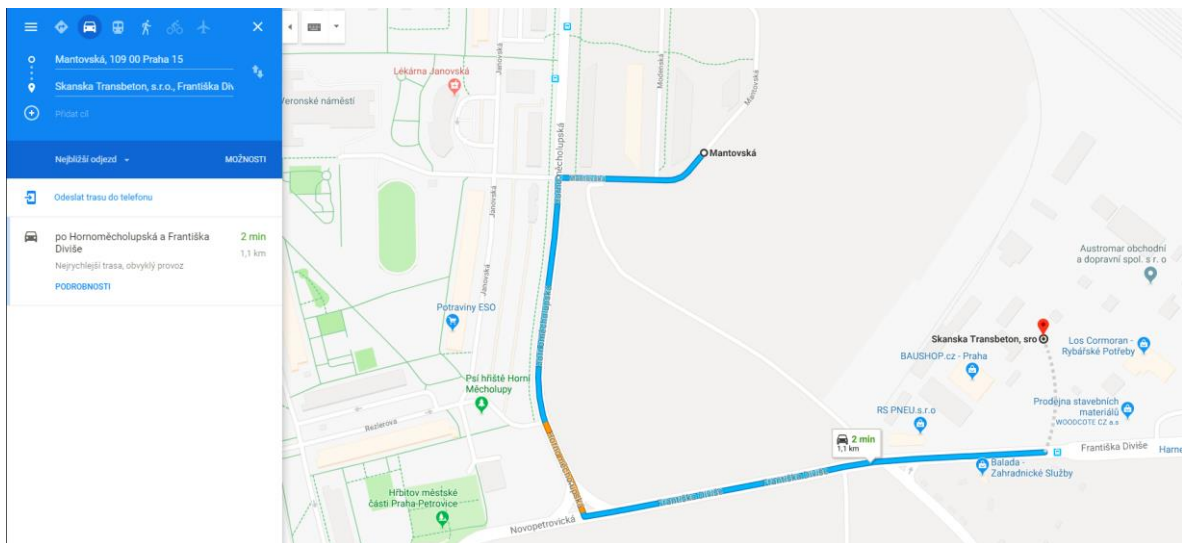 Mantovská, 109 00 Praha 15
Skanska Transbeton, s.r.o., Františka Div
Přidat cíl
Nejbližší odjezd
MOŽNOSTI
Odeslat trasu do telefonu
po Hornoměcholupská a Františka
Diviše
2 min
1,1 km
Nejrychlejší trasa, obvyklý provoz
PODROBNOSTI
Janovská
Modenská
Mantovská
Lékárna Janovská
Veronské náměstí
Hornoměcholupská
Mantovská
Janovská
Janovská
Austromar obchodní
a dopravní spol. s r. o
Potraviny ESO
Skanska Transbeton, sro
Los Cormoran -
Rybářské Potřeby
BAUSHOP.cz - Praha
Psí hřiště Horní
Měcholupy
RS PNEU.s.r.o
Prodejna stavebních
materiálů
WOODCOTE CZ a.s
Rezlerova
2 min
1,1 km
Františka Diviše
Harne
Balada -
Zahradnické Služby
Hornoměcholupská
Hřbitov městské
části Praha-Petrovice
Novopetrovická